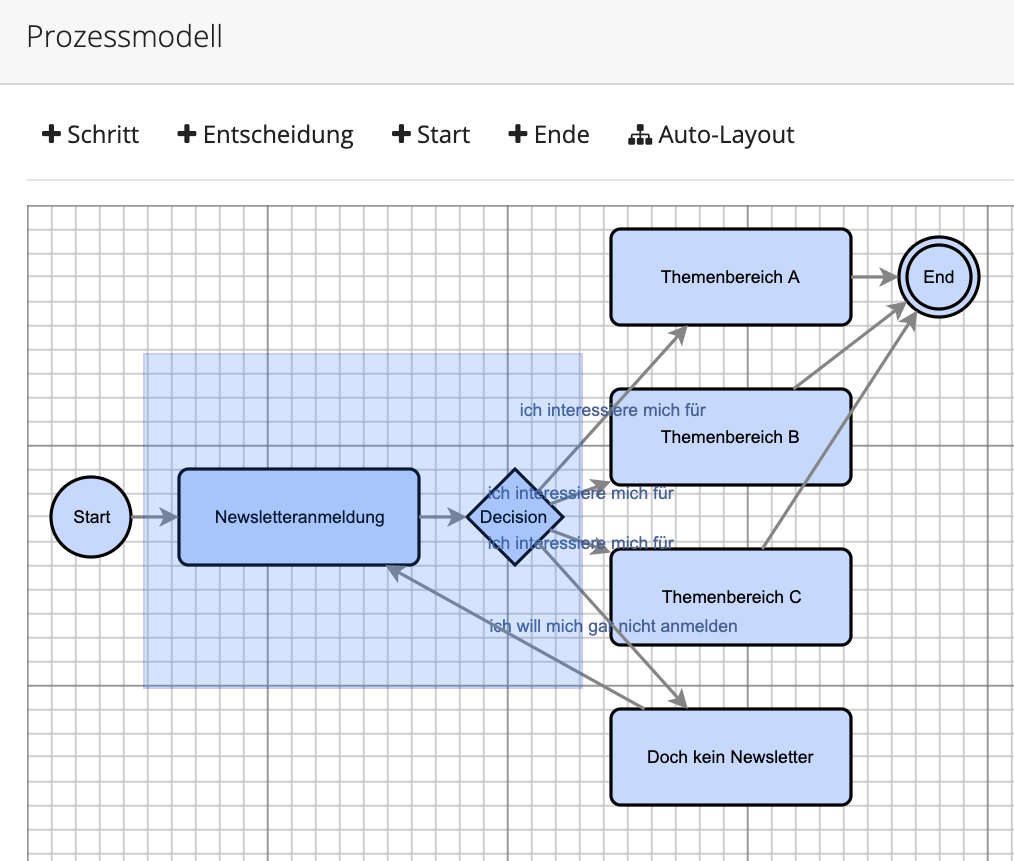 Prozessmodell
Schritt
Entscheidung
Start
Ende
Auto-Layout
Themenbereich A
End
ich interessiere mich für
Themenbereich B
ich interessiere mich für
Start
Newsletteranmeldung
Decision
ich interessiere mich für
Themenbereich C
ich will mich gar nicht anmelden
Doch kein Newsletter